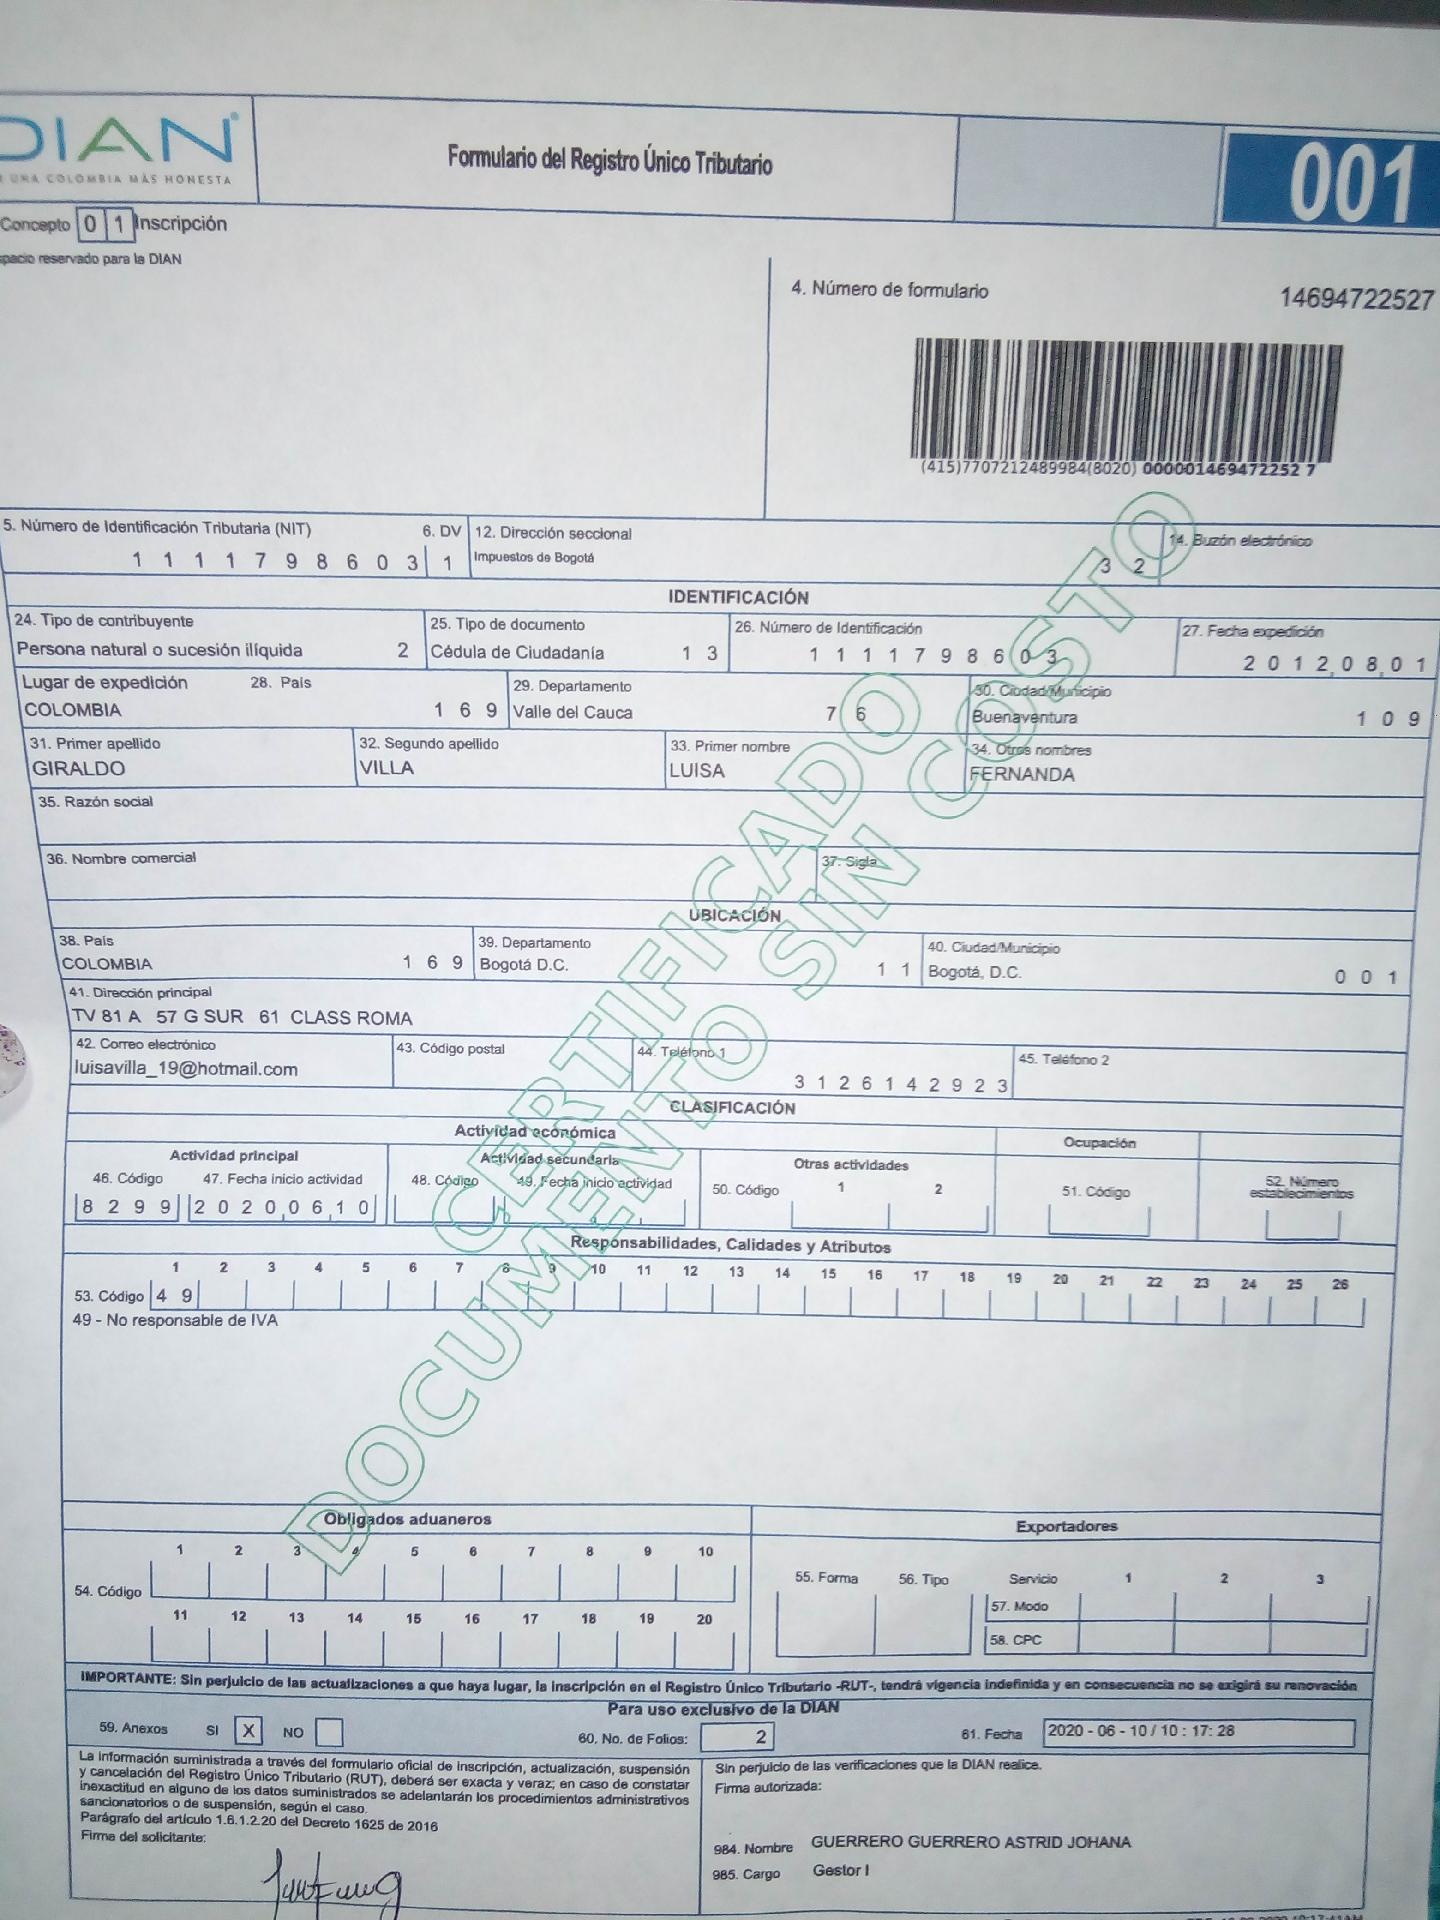 DIAN
UNA COLOMBIA MÁS HONESTA
Formulario del Registro Único Tributario
001
Concepto 0 1 Inscripción
spacio reservado para la DIAN
4. Número de formulario 14694722527
(415)7707212489984(8020) 000001469472252 7
5. Número de Identificación Tributaria (NIT) 6. DV 12. Dirección seccional 14. Buzón electrónico
1 1 1 1 7 9 8 6 0 3 1 Impuestos de Bogotá 3 2
IDENTIFICACIÓN
24. Tipo de contribuyente 25. Tipo de documento 26. Número de Identificación 27. Fecha expedición
Persona natural o sucesión ilíquida 2 Cédula de Ciudadanía 1 3 1 1 1 1 7 9 8 6 0 3 2 0 1 2 0 8 0 1
Lugar de expedición 28. País 29. Departamento 30. Ciudad/Municipio
COLOMBIA 1 6 9 Valle del Cauca 7 6 Buenaventura 1 0 9
31. Primer apellido 32. Segundo apellido 33. Primer nombre 34. Otros nombres
GIRALDO VILLA LUISA FERNANDA
35. Razón social
36. Nombre comercial 37. Sigla
UBICACIÓN
38. País 39. Departamento 40. Ciudad/Municipio
COLOMBIA 1 6 9 Bogotá D.C. 1 1 Bogotá, D.C. 0 0 1
41. Dirección principal
TV 81 A 57 G SUR 61 CLASS ROMA
42. Correo electrónico 43. Código postal 44. Teléfono 1 45. Teléfono 2
luisavilla_19@hotmail.com 3 1 2 6 1 4 2 9 2 3
CLASIFICACIÓN
Actividad económica Ocupación
Actividad principal Actividad secundaria Otras actividades 52. Número establecimientos
46. Código 47. Fecha inicio actividad 48. Código 49. Fecha inicio actividad 50. Código 1 2 51. Código
8 2 9 9 2 0 2 0 0 6 1 0
Responsabilidades, Calidades y Atributos
1 2 3 4 5 6 7 8 9 10 11 12 13 14 15 16 17 18 19 20 21 22 23 24 25 26
53. Código 4 9
49 - No responsable de IVA
CERTIFICADO
DOCUMENTO SIN COSTO
Obligados aduaneros Exportadores
1 2 3 4 5 6 7 8 9 10
54. Código 55. Forma 56. Tipo Servicio 1 2 3
11 12 13 14 15 16 17 18 19 20 57. Modo
58. CPC
IMPORTANTE: Sin perjuicio de las actualizaciones a que haya lugar, la inscripción en el Registro Único Tributario -RUT-, tendrá vigencia indefinida y en consecuencia no se exigirá su renovación
Para uso exclusivo de la DIAN
59. Anexos SI X NO 60. No. de Folios: 2 61. Fecha 2020 - 06 - 10 / 10 : 17: 28
La información suministrada a través del formulario oficial de inscripción, actualización, suspensión
y cancelación del Registro Único Tributario (RUT), deberá ser exacta y veraz; en caso de constatar
inexactitud en alguno de los datos suministrados se adelantarán los procedimientos administrativos
sancionatorios o de suspensión, según el caso.
Parágrafo del artículo 1.6.1.2.20 del Decreto 1625 de 2016
Firma del solicitante:
Sin perjuicio de las verificaciones que la DIAN realice.
Firma autorizada:
984. Nombre GUERRERO GUERRERO ASTRID JOHANA
985. Cargo Gestor I